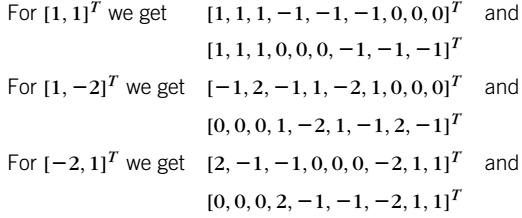 For [1, 1]^T we get [1, 1, 1, −1, −1, −1, 0, 0, 0]^T and
[1, 1, 1, 0, 0, 0, −1, −1, −1]^T
For [1, −2]^T we get [−1, 2, −1, 1, −2, 1, 0, 0, 0]^T and
[0, 0, 0, 1, −2, 1, −1, 2, −1]^T
For [−2, 1]^T we get [2, −1, −1, 0, 0, 0, −2, 1, 1]^T and
[0, 0, 0, 2, −1, −1, −2, 1, 1]^T